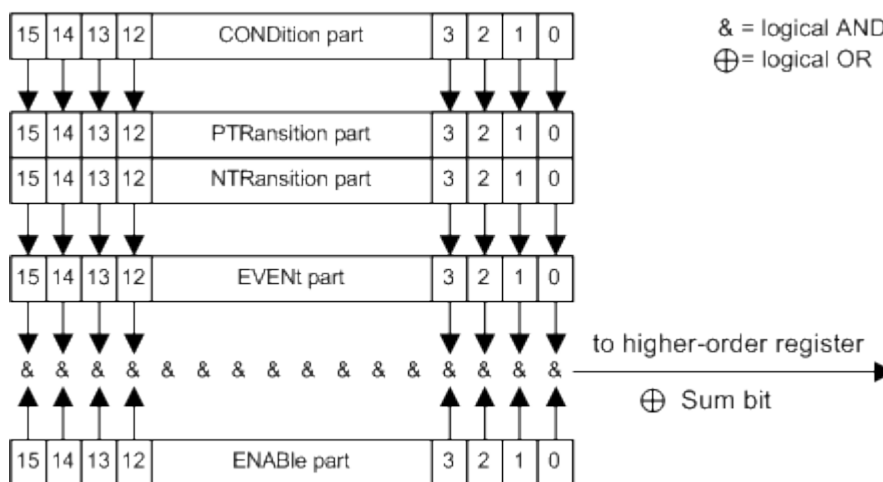 15 14 13 12 CONDition part 3 2 1 0
& = logical AND
⊕ = logical OR
15 14 13 12 PTRansition part 3 2 1 0
15 14 13 12 NTRansition part 3 2 1 0
15 14 13 12 EVENt part 3 2 1 0
& & & & & & & & & & & & & & & &
to higher-order register
⊕ Sum bit
15 14 13 12 ENABle part 3 2 1 0